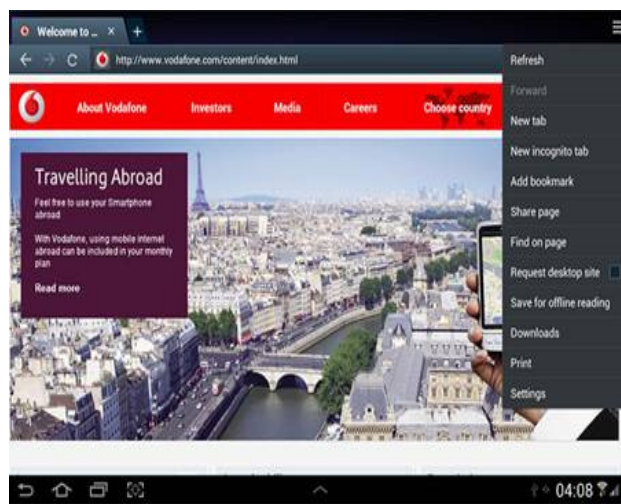 Welcome to ...
http://www.vodafone.com/content/index.html
About Vodafone
Investors
Media
Careers
Choose country
Travelling Abroad
Feel free to use your Smartphone
abroad
With Vodafone, using mobile internet
abroad can be included in your monthly
plan
Read more
Refresh
Forward
New tab
New incognito tab
Add bookmark
Share page
Find on page
Request desktop site
Save for offline reading
Downloads
Print
Settings
04:08